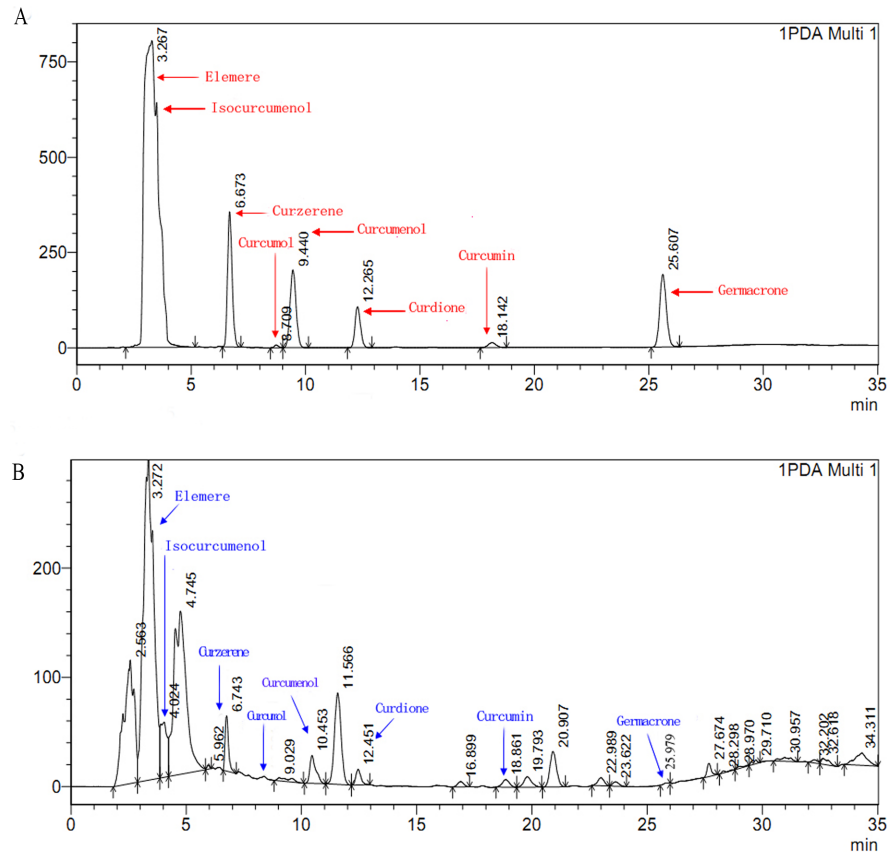 A
1PDA Multi 1
750
500
250
0
3.267
Elemere
Isocurcumenol
6.673
Curzerene
Curcumol
8.709
9.440
Curcumenol
12.265
Curdione
Curcumin
18.142
25.607
Germacrone
0 5 10 15 20 25 30 35
min
B
1PDA Multi 1
200
100
0
2.563
3.272
Elemere
Isocurcumenol
4.024
4.745
Curzerene
5.962
6.743
Curcumol
9.029
Curcumenol
10.453
11.566
12.451
Curdione
16.899
Curcumin
18.861
19.793
20.907
22.989
23.622
Germacrone
25.979
27.674
28.298
28.970
29.710
30.957
32.202
32.618
34.311
0 5 10 15 20 25 30 35
min